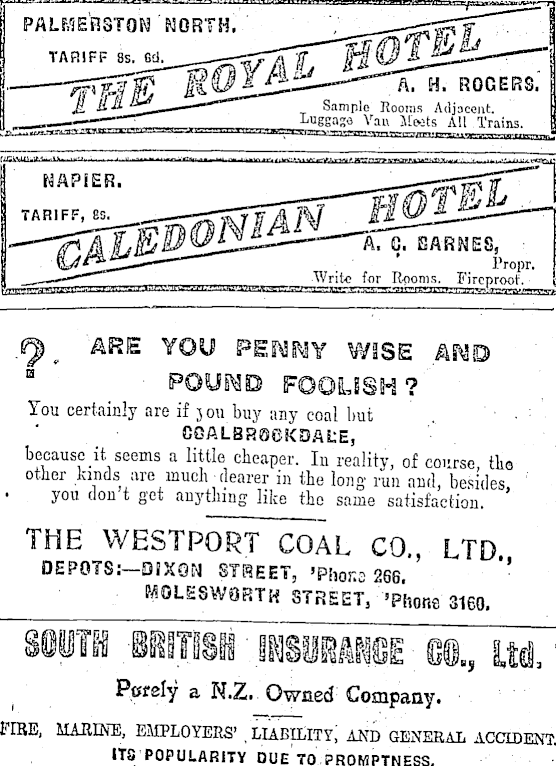 PALMERSTON NORTH.
TARIFF 8s. 6d.
THE ROYAL HOTEL
A. H. ROGERS.
Sample Rooms Adjacent.
Luggage Van Meets All Trains.
NAPIER.
TARIFF, 8s.
CALEDONIAN HOTEL
A. C. BARNES,
Propr.
Write for Rooms. Fireproof.
? ARE YOU PENNY WISE AND
POUND FOOLISH?
You certainly are if you buy any coal but
COALBROOKDALE,
because it seems a little cheaper. In reality, of course, the
other kinds are much dearer in the long run and, besides,
you don't get anything like the same satisfaction.
THE WESTPORT COAL CO., LTD.,
DEPOTS:—DIXON STREET, 'Phone 266.
MOLESWORTH STREET, 'Phone 3160.
SOUTH BRITISH INSURANCE CO., Ltd.
Purely a N.Z. Owned Company.
FIRE, MARINE, EMPLOYERS' LIABILITY, AND GENERAL ACCIDENT.
ITS POPULARITY DUE TO PROMPTNESS.